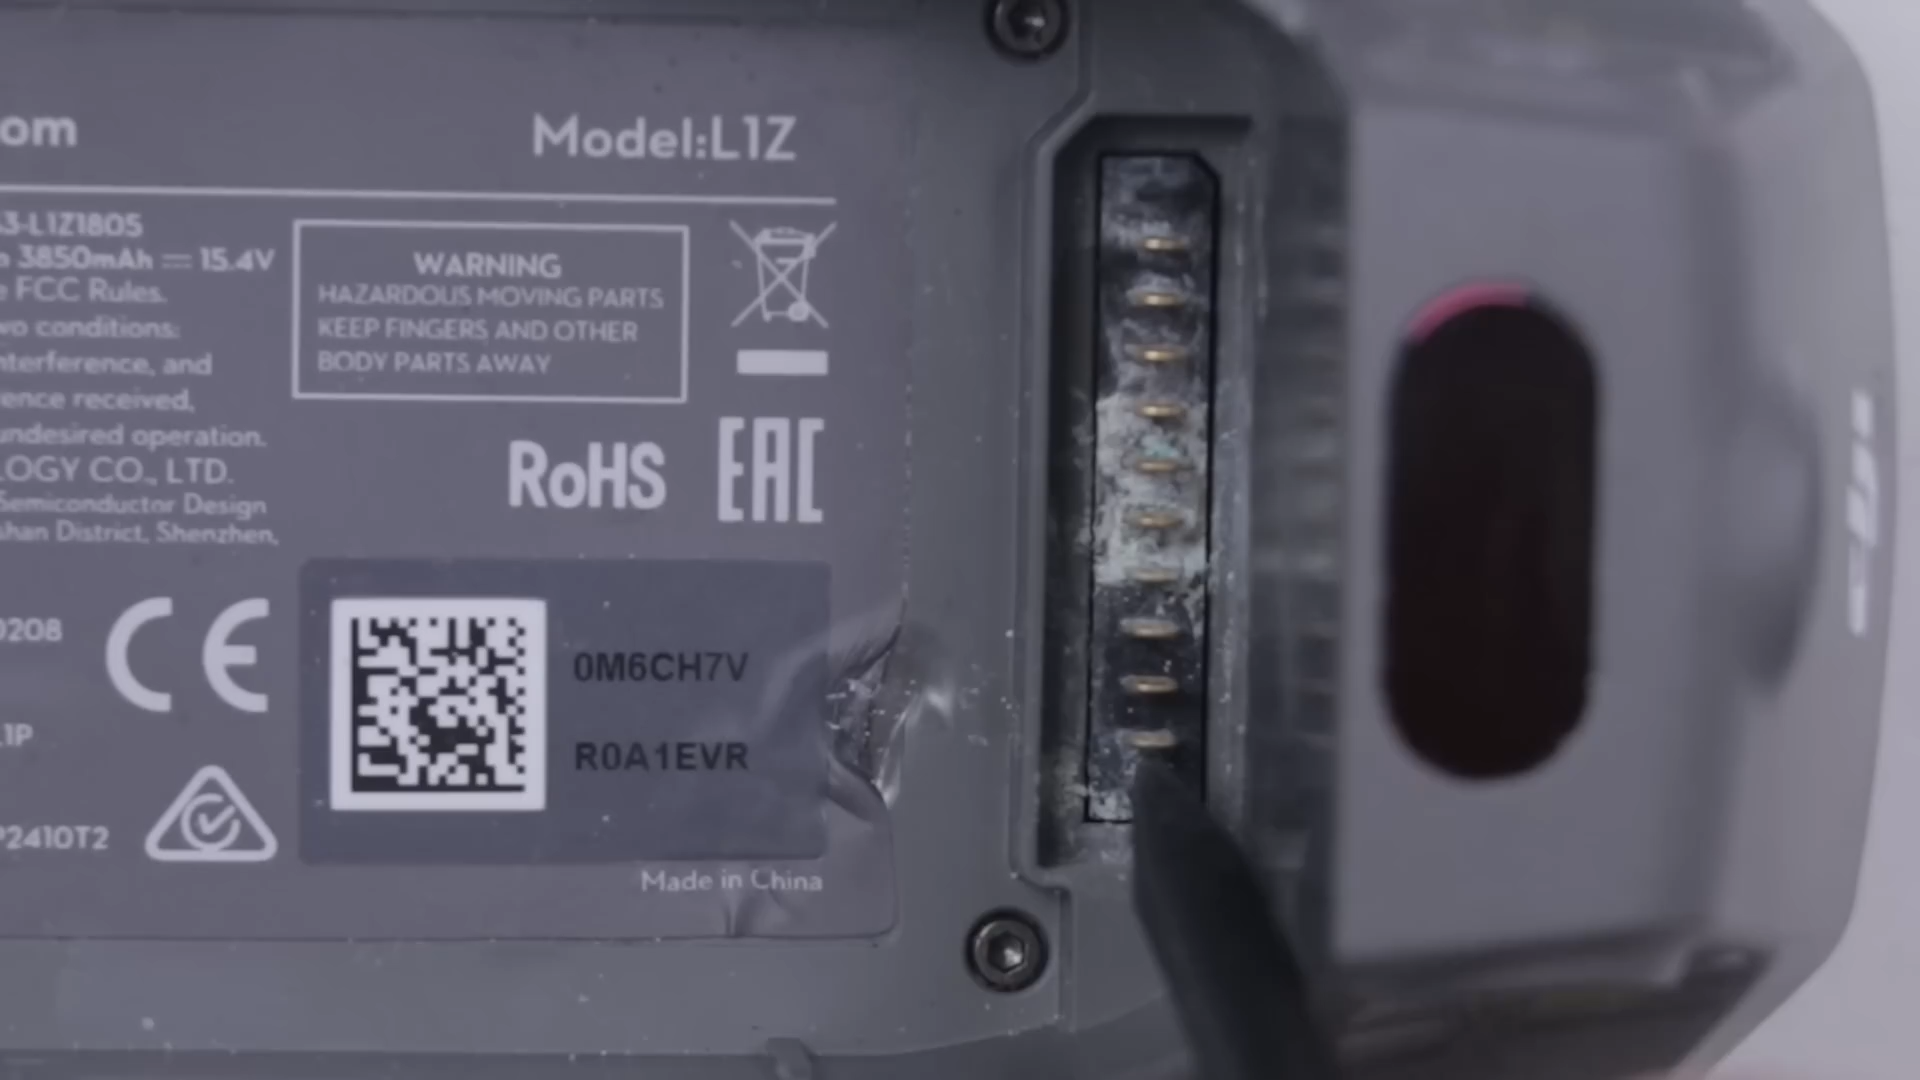 om
Model:L1Z
3-L1Z1805
3850mAh ⎓ 15.4V
WARNING
HAZARDOUS MOVING PARTS
KEEP FINGERS AND OTHER
BODY PARTS AWAY
e FCC Rules.
wo conditions:
nterference, and
ence received,
undesired operation.
LOGY CO., LTD.
Semiconductor Design
shan District, Shenzhen,
RoHS
EAC
0208
CE
0M6CH7V
1P
R0A1EVR
P2410T2
Made in China